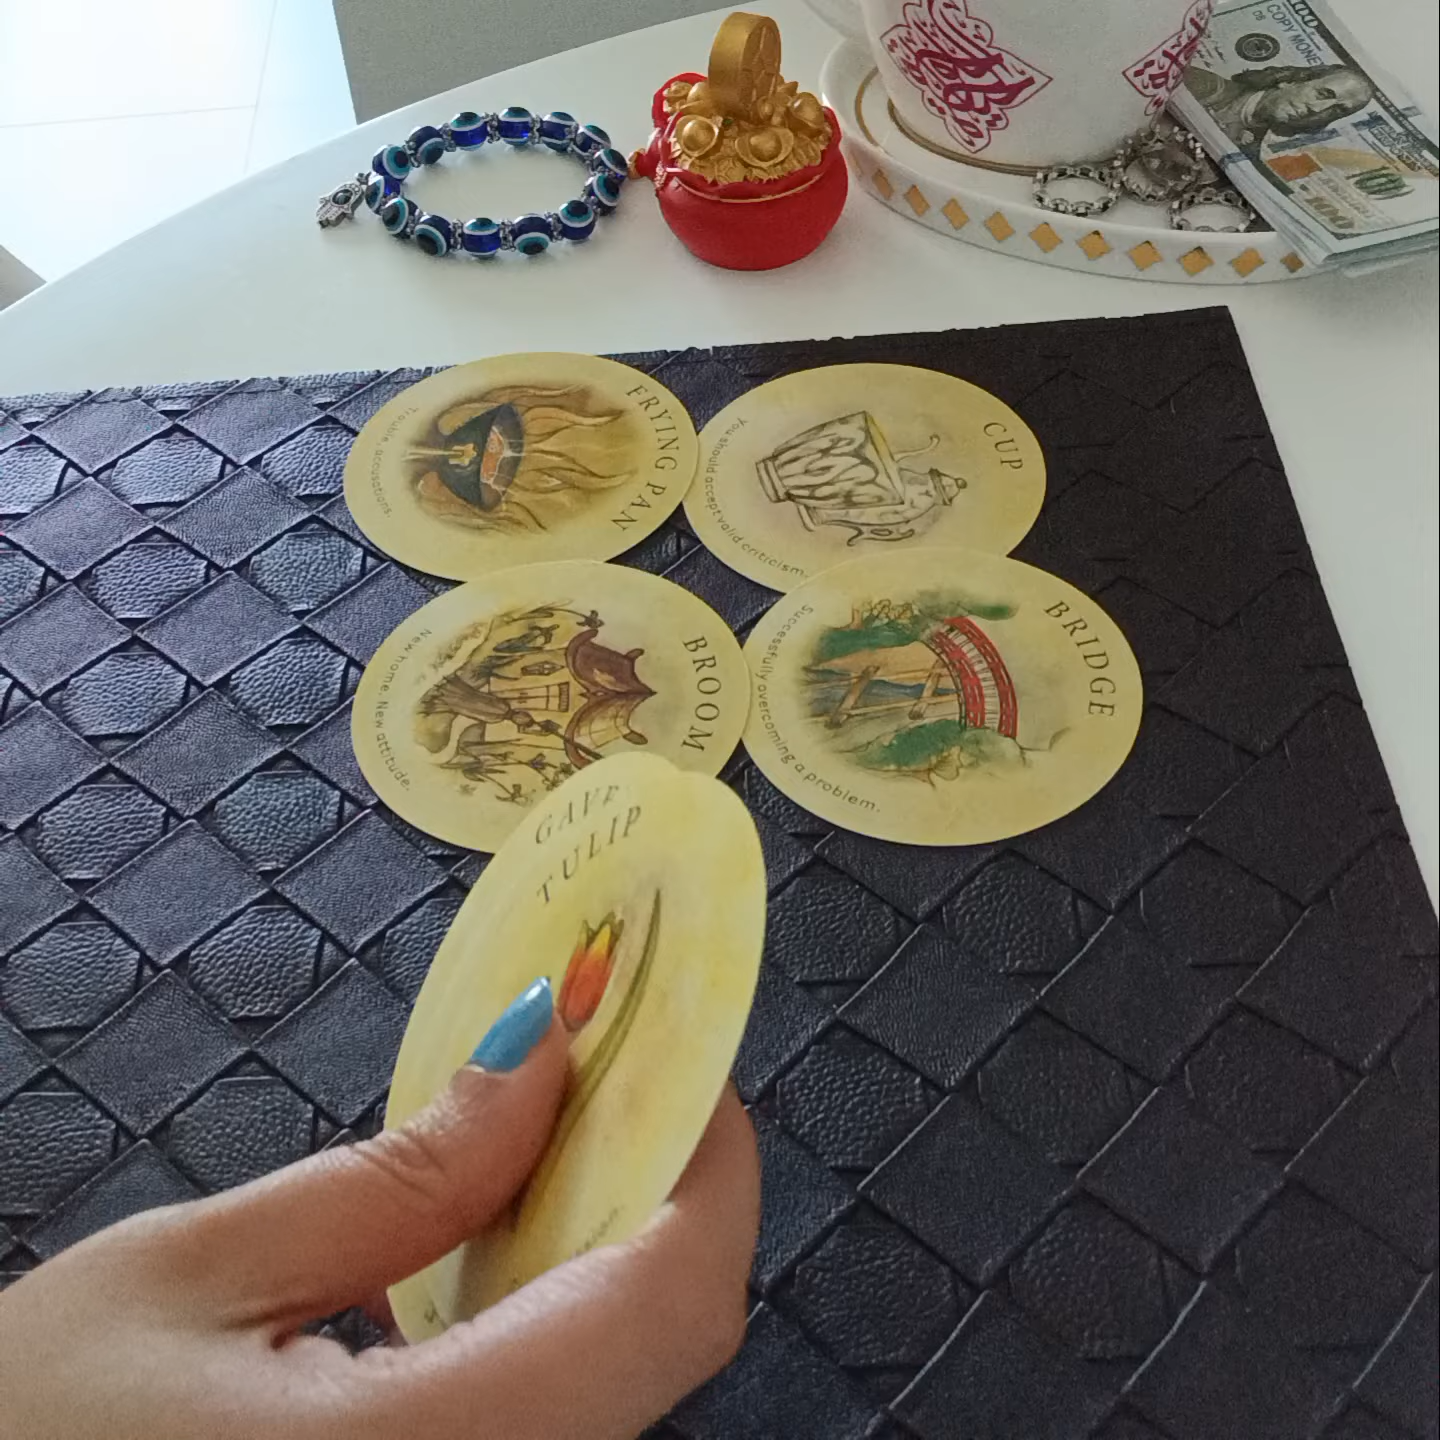 COPY MONEY
100
FRYING PAN
Trouble, accusations.
CUP
You should accept valid criticism.
BROOM
New home. New attitude.
BRIDGE
Successfully overcoming a problem.
TULIP